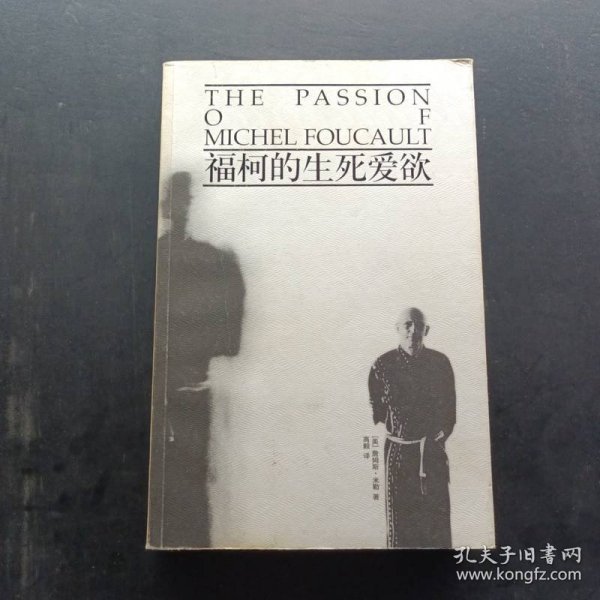 THE PASSION
O F
MICHEL FOUCAULT
福柯的生死爱欲
[美] 詹姆斯·米勒 著
高毅 译
孔夫子旧书网
www.kongfz.com